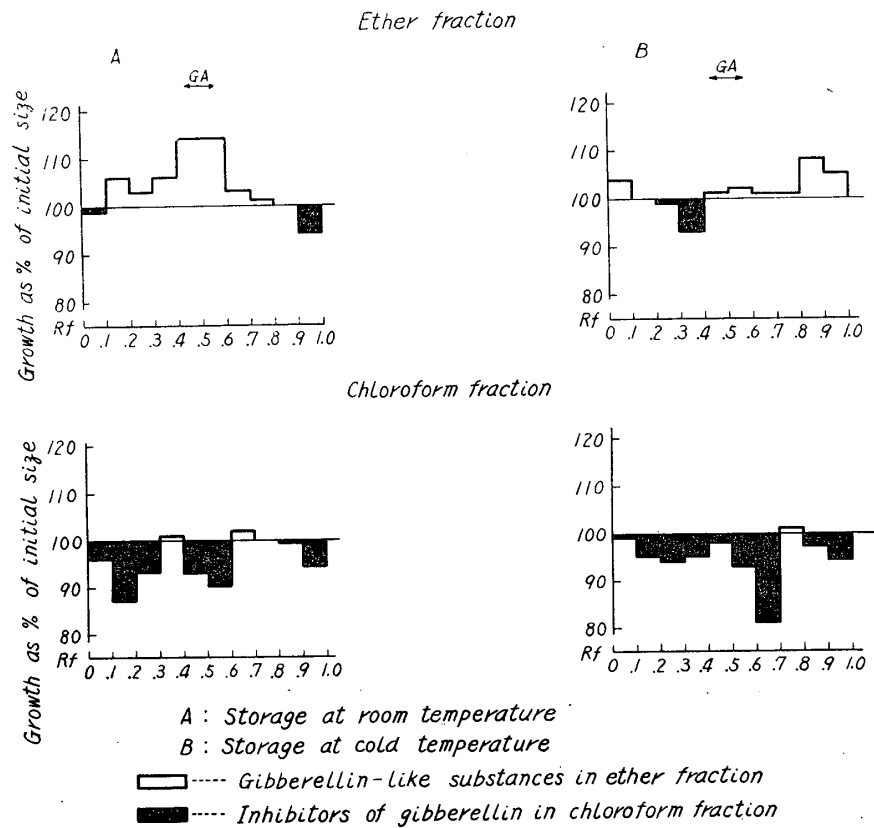 Ether fraction
A
B
GA
GA
Growth as % of initial size
120
110
100
90
80
Rf
0 .1 .2 .3 .4 .5 .6 .7 .8 .9 1.0
120
110
100
90
80
Rf
0 .1 .2 .3 .4 .5 .6 .7 .8 .9 1.0
Chloroform fraction
Growth as % of initial size
120
110
100
90
80
Rf
0 .1 .2 .3 .4 .5 .6 .7 .8 .9 1.0
120
110
100
90
80
Rf
0 .1 .2 .3 .4 .5 .6 .7 .8 .9 1.0
A : Storage at room temperature
B : Storage at cold temperature
---- Gibberellin-like substances in ether fraction
---- Inhibitors of gibberellin in chloroform fraction